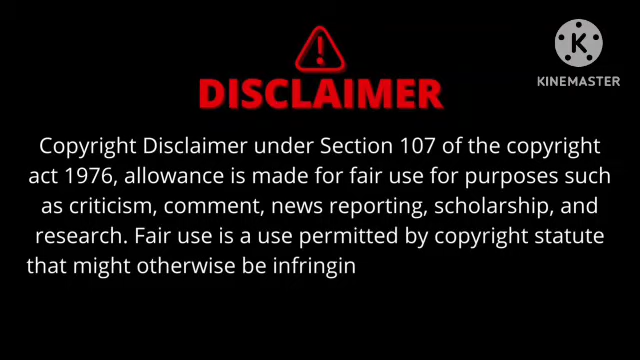 DISCLAIMER
KINEMASTER
Copyright Disclaimer under Section 107 of the copyright
act 1976, allowance is made for fair use for purposes such
as criticism, comment, news reporting, scholarship, and
research. Fair use is a use permitted by copyright statute
that might otherwise be infringin